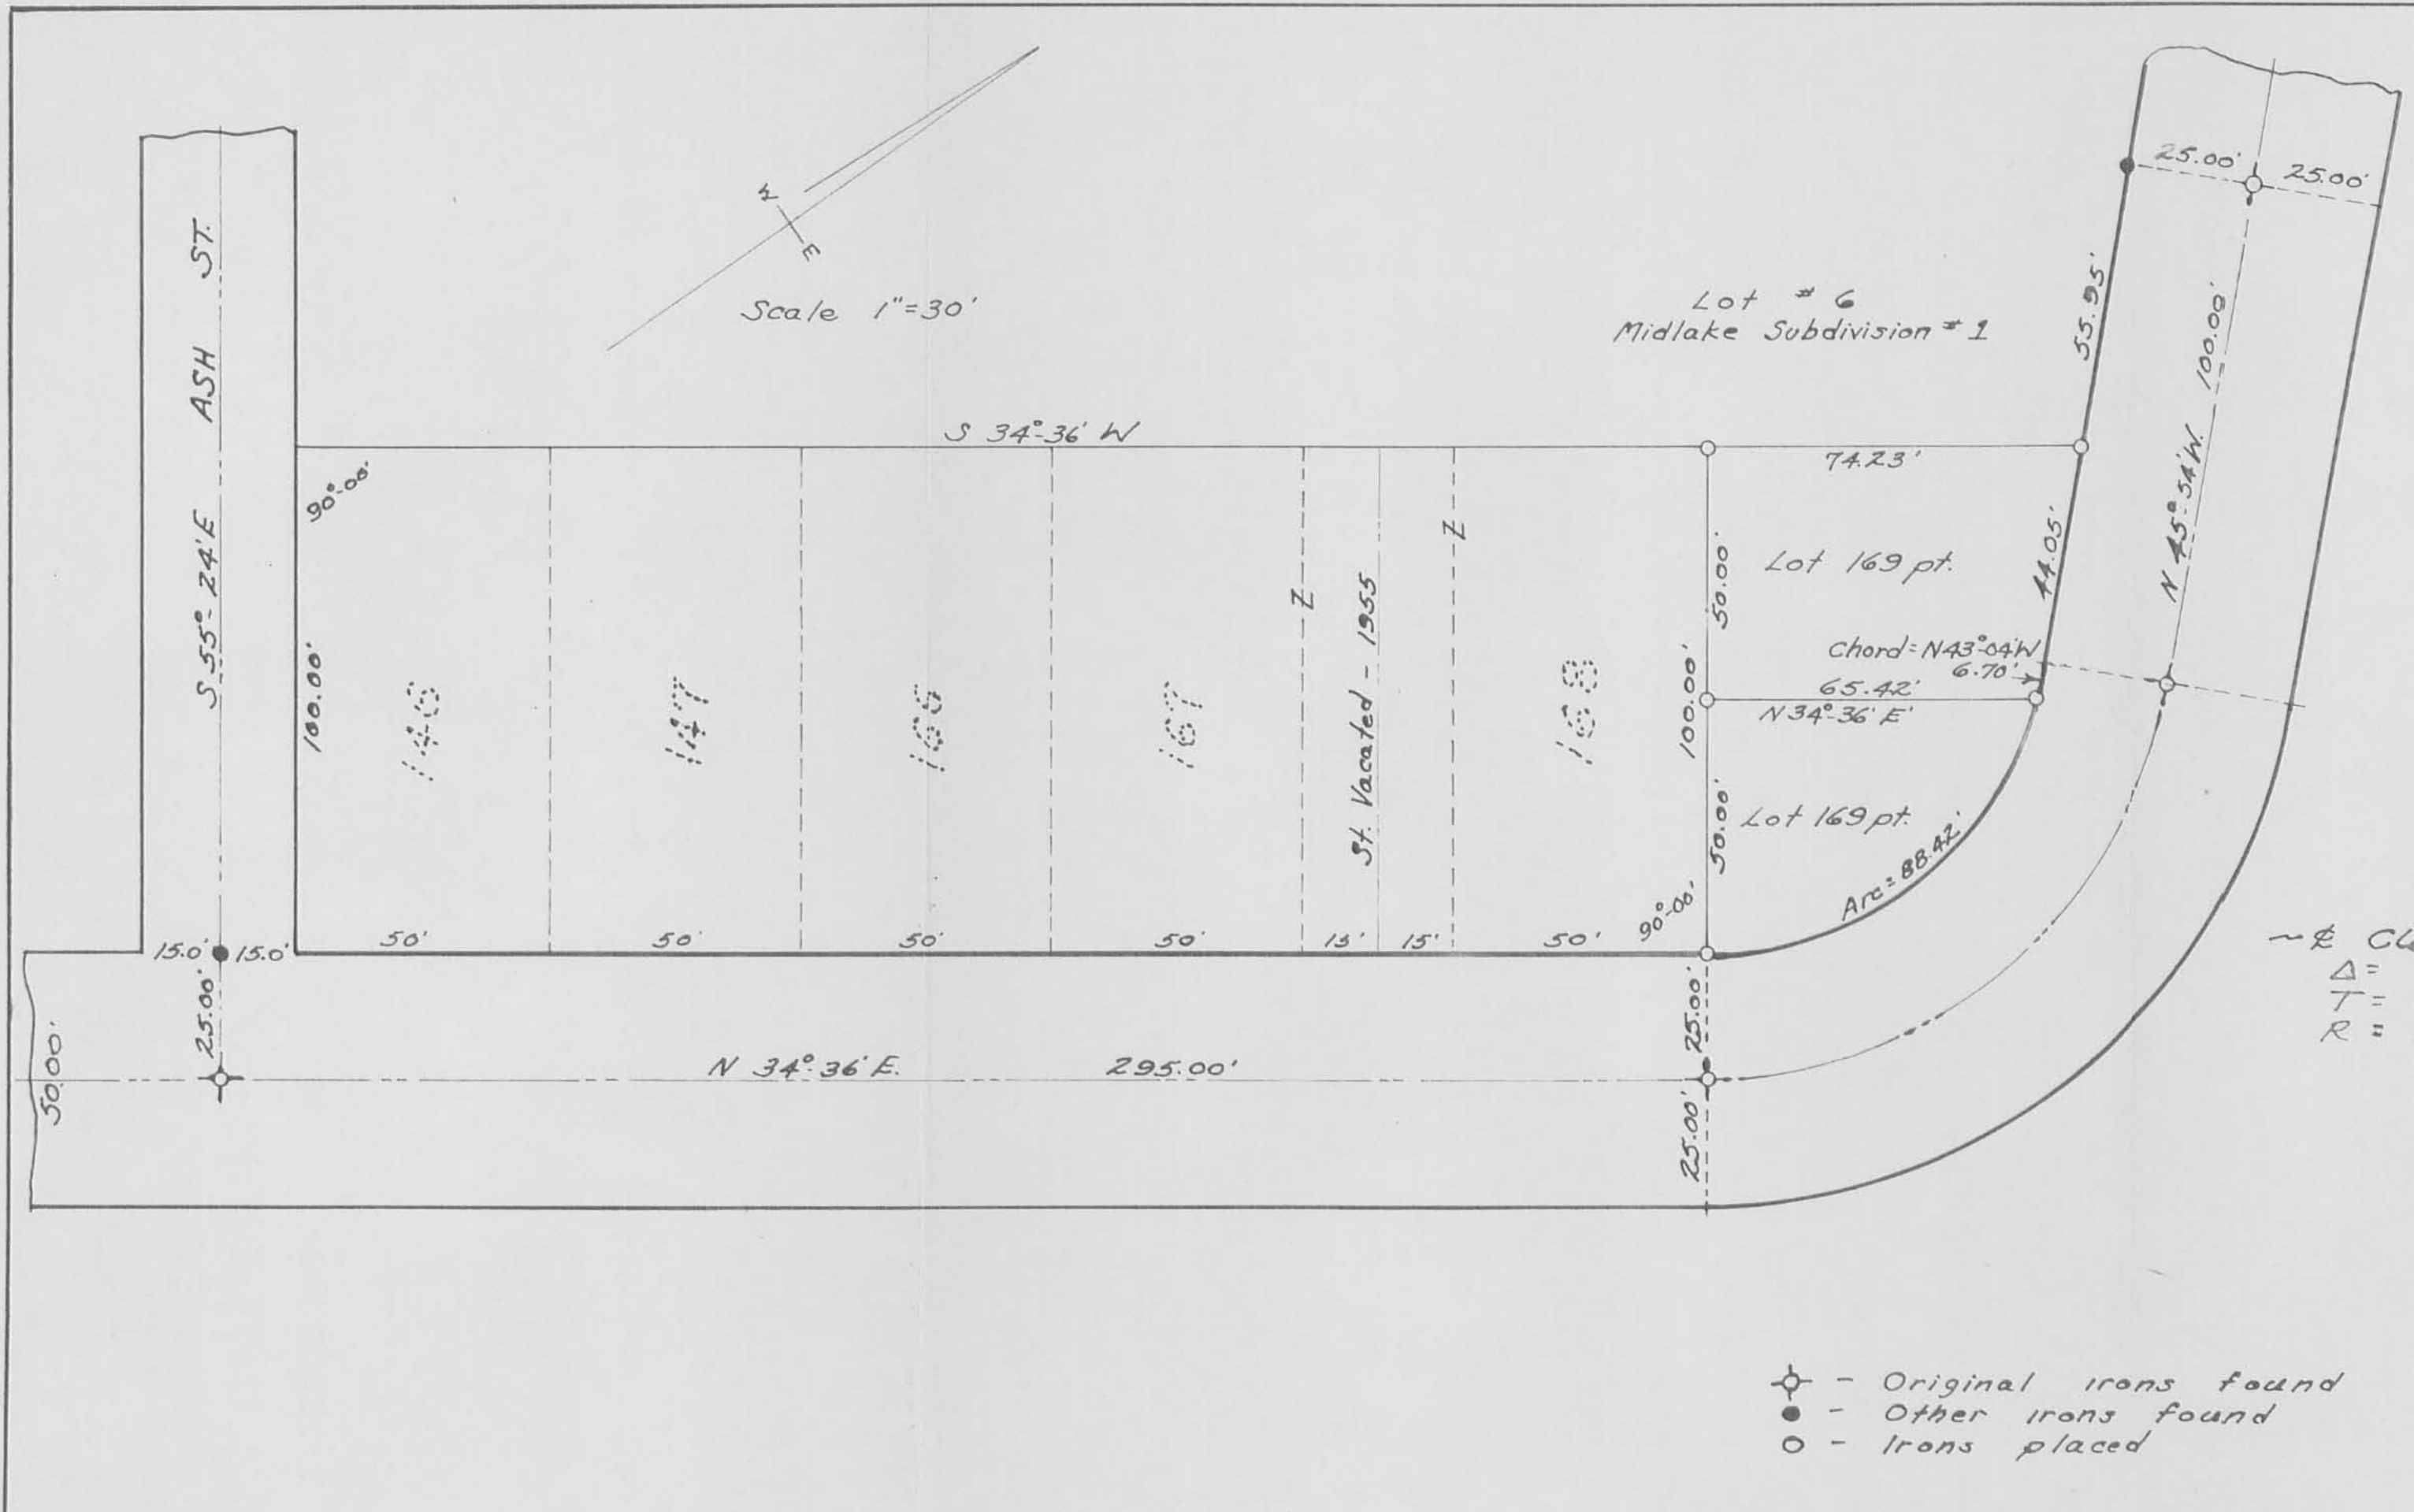 ASH ST.
S 55°-24' E
N
E
Scale 1"=30'
Lot #6
Midlake Subdivision #1
25.00'
25.00'
55.95'
N 45°-54' W. 100.00'
S 34°-36' W
90°-00'
100.00'
147
167
168
Z
Z
St. Vacated - 1955
74.23'
50.00'
Lot 169 pt.
44.05'
Chord = N43°-04'W
6.70'
65.42'
N 34°-36' E
100.00'
50.00'
Lot 169 pt.
Arc = 88.42'
90°-00'
15.0'
15.0'
50'
50'
50'
50'
15'
15'
50'
25.00'
25.00'
50.00'
N 34°-36' E.
295.00'
25.00'
~ ℄
Δ =
T =
R =
- Original irons found
- Other irons found
- Irons placed